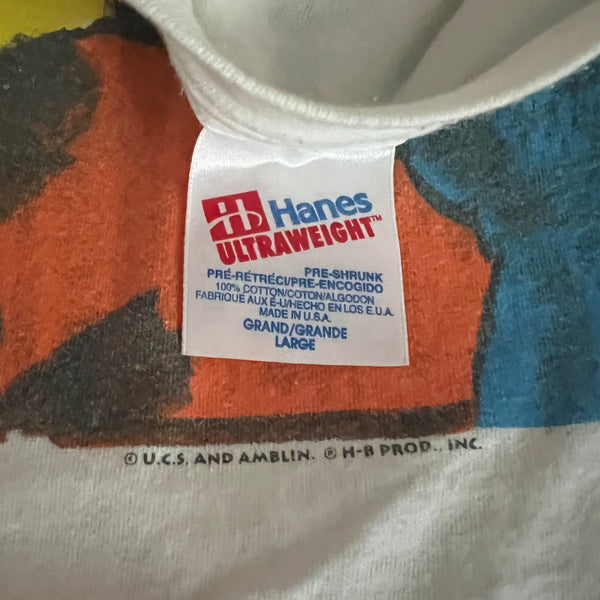 Hanes
ULTRAWEIGHT™
PRE-SHRUNK
PRÉ-RÉTRÉCI/PRE-ENCOGIDO
100% COTTON/COTON/ALGODON
FABRIQUE AUX É-U/HECHO EN LOS E.U.A.
MADE IN U.S.A.
GRAND/GRANDE
LARGE
© U.C.S. AND AMBLIN. ® H-B PROD., INC.